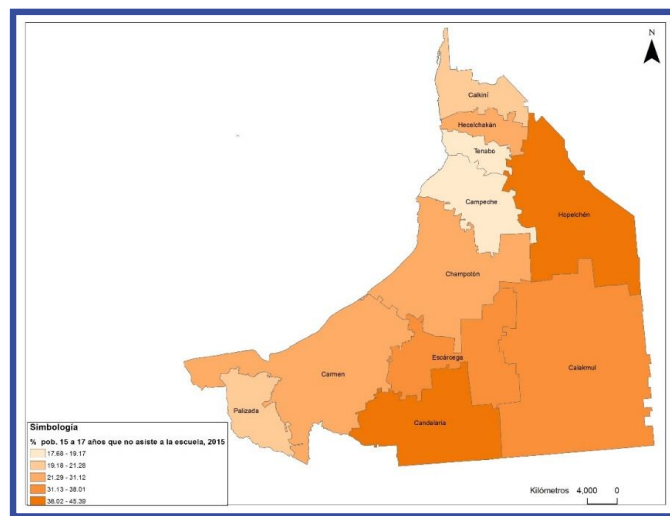 N
Calkiní
Hecelchakán
Tenabo
Campeche
Hopelchén
Champotón
Escárcega
Calakmul
Carmen
Palizada
Candelaria
Simbología
% pob. 15 a 17 años que no asiste a la escuela, 2015
17.68 - 19.17
19.18 - 21.28
21.29 - 31.12
31.13 - 38.01
38.02 - 45.39
Kilómetros 4,000 0